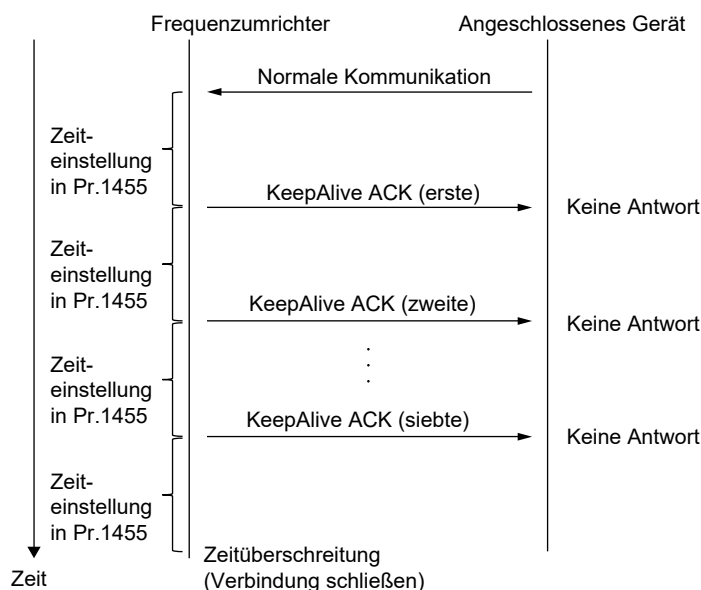 Frequenzumrichter
Angeschlossenes Gerät
Normale Kommunikation
Zeit-
einstellung
in Pr.1455
KeepAlive ACK (erste)
Keine Antwort
Zeit-
einstellung
in Pr.1455
KeepAlive ACK (zweite)
Keine Antwort
Zeit-
einstellung
in Pr.1455
KeepAlive ACK (siebte)
Keine Antwort
Zeit-
einstellung
in Pr.1455
Zeitüberschreitung
(Verbindung schließen)
Zeit